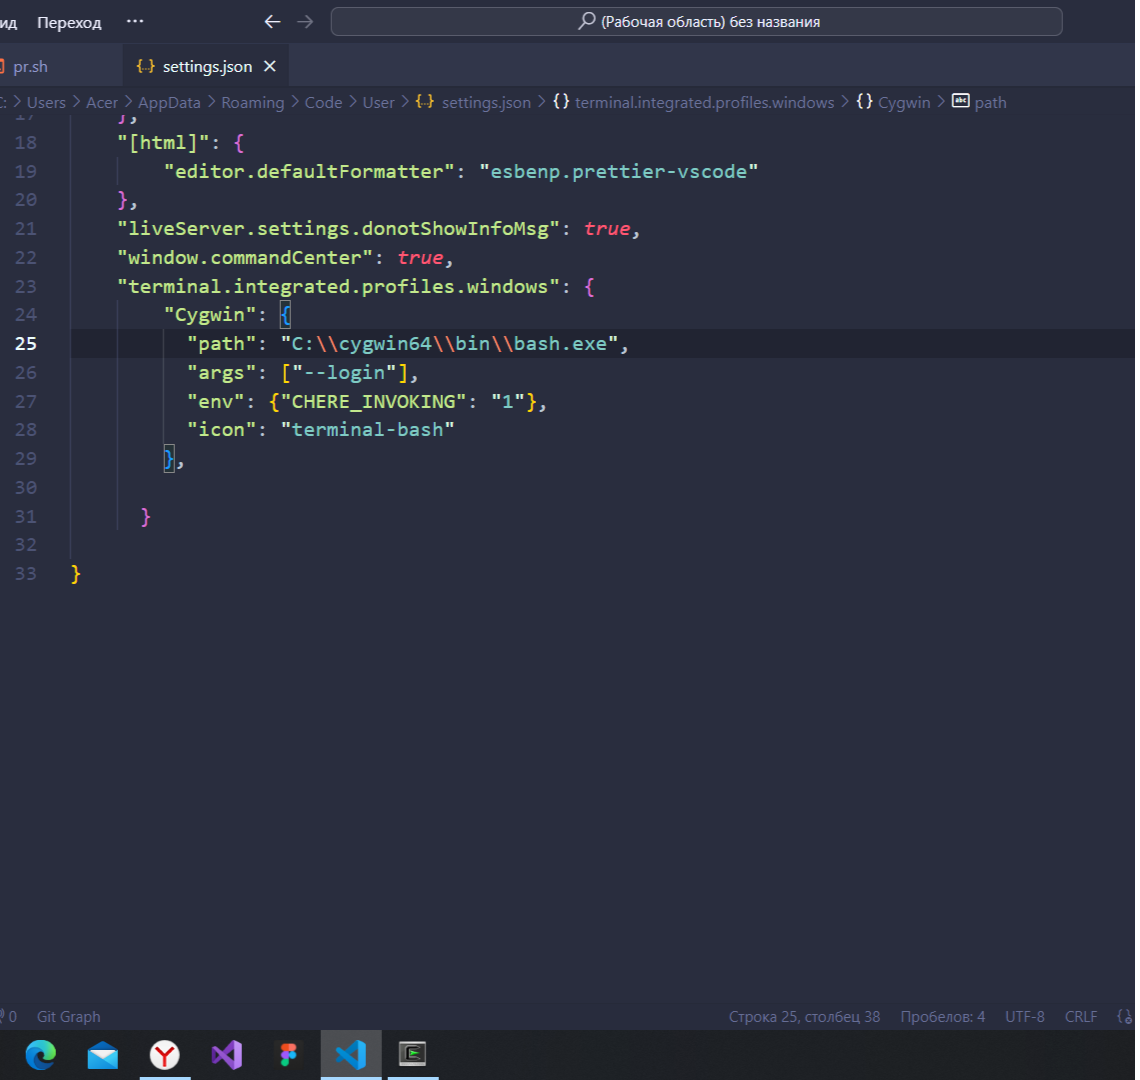 ид Переход ···
(Рабочая область) без названия
pr.sh
{..} settings.json ×
C: > Users > Acer > AppData > Roaming > Code > User > {..} settings.json > {} terminal.integrated.profiles.windows > {} Cygwin > abc path
17 },
18 "[html]": {
19 "editor.defaultFormatter": "esbenp.prettier-vscode"
20 },
21 "liveServer.settings.donotShowInfoMsg": true,
22 "window.commandCenter": true,
23 "terminal.integrated.profiles.windows": {
24 "Cygwin": {
25 "path": "C:\\cygwin64\\bin\\bash.exe",
26 "args": ["--login"],
27 "env": {"CHERE_INVOKING": "1"},
28 "icon": "terminal-bash"
29 },
30
31 }
32
33 }
0 Git Graph Строка 25, столбец 38 Пробелов: 4 UTF-8 CRLF {}